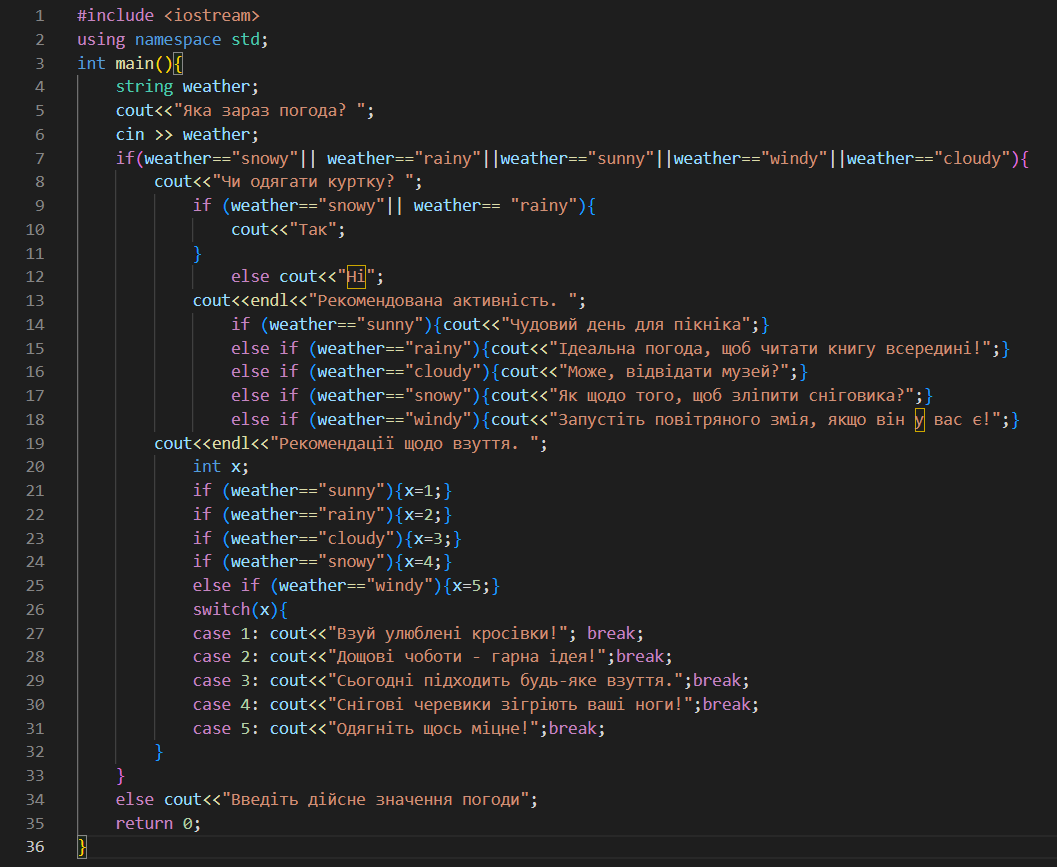 1 #include <iostream>
2 using namespace std;
3 int main(){
4 string weather;
5 cout<<"Яка зараз погода? ";
6 cin >> weather;
7 if(weather=="snowy"|| weather=="rainy"||weather=="sunny"||weather=="windy"||weather=="cloudy"){
8 cout<<"Чи одягати куртку? ";
9 if (weather=="snowy"|| weather== "rainy"){
10 cout<<"Так";
11 }
12 else cout<<"Ні";
13 cout<<endl<<"Рекомендована активність. ";
14 if (weather=="sunny"){cout<<"Чудовий день для пікніка";}
15 else if (weather=="rainy"){cout<<"Ідеальна погода, щоб читати книгу всередині!";}
16 else if (weather=="cloudy"){cout<<"Може, відвідати музей?";}
17 else if (weather=="snowy"){cout<<"Як щодо того, щоб зліпити сніговика?";}
18 else if (weather=="windy"){cout<<"Запустіть повітряного змія, якщо він у вас є!";}
19 cout<<endl<<"Рекомендації щодо взуття. ";
20 int x;
21 if (weather=="sunny"){x=1;}
22 if (weather=="rainy"){x=2;}
23 if (weather=="cloudy"){x=3;}
24 if (weather=="snowy"){x=4;}
25 else if (weather=="windy"){x=5;}
26 switch(x){
27 case 1: cout<<"Взуй улюблені кросівки!"; break;
28 case 2: cout<<"Дощові чоботи - гарна ідея!";break;
29 case 3: cout<<"Сьогодні підходить будь-яке взуття.";break;
30 case 4: cout<<"Снігові черевики зігріють ваші ноги!";break;
31 case 5: cout<<"Одягніть щось міцне!";break;
32 }
33 }
34 else cout<<"Введіть дійсне значення погоди";
35 return 0;
36 }